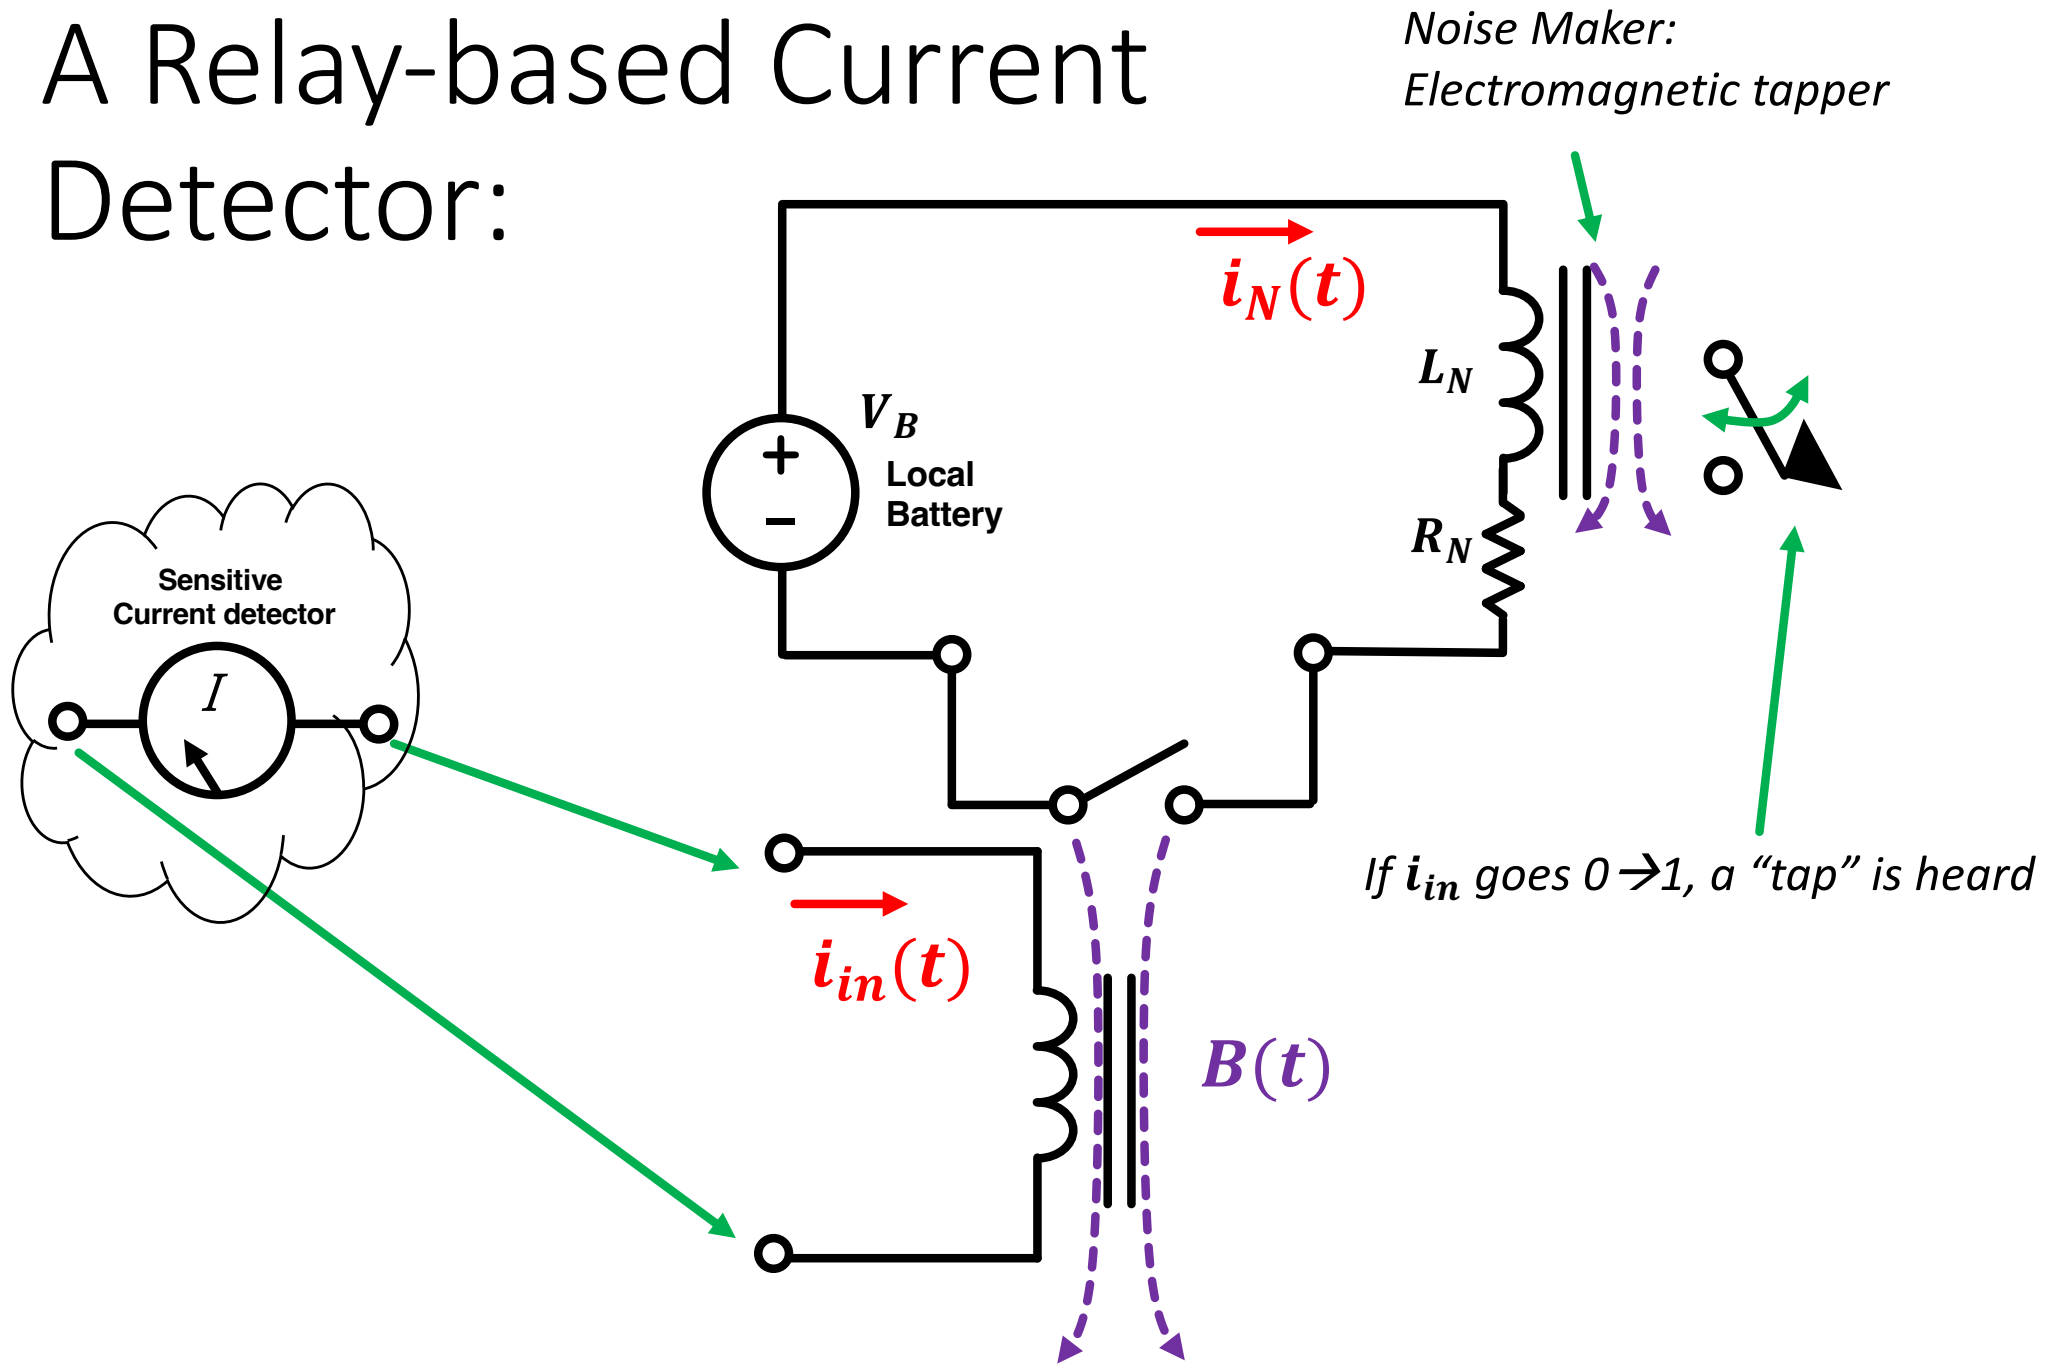 A Relay-based Current
Detector:
Noise Maker:
Electromagnetic tapper
i_N(t)
L_N
V_B
+
Local
Battery
−
R_N
Sensitive
Current detector
I
If i_in goes 0→1, a “tap” is heard
i_in(t)
B(t)